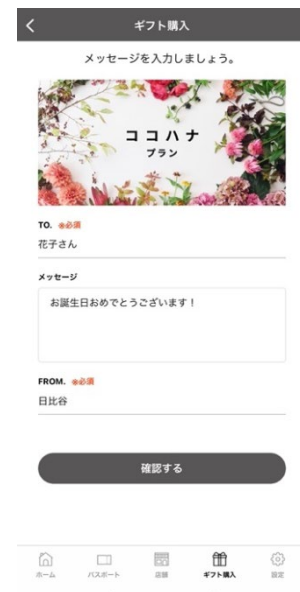 ギフト購入
メッセージを入力しましょう。
ココハナ
プラン
TO. ※必須
花子さん
メッセージ
お誕生日おめでとうございます！
FROM. ※必須
日比谷
確認する
ホーム パスポート 店舗 ギフト購入 設定